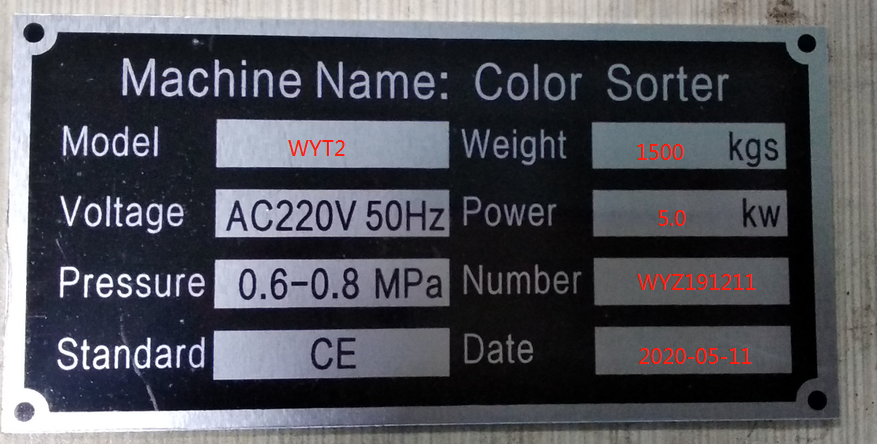 Machine Name: Color Sorter
Model WYT2 Weight 1500 kgs
Voltage AC220V 50Hz Power 5.0 kw
Pressure 0.6-0.8 MPa Number WYZ191211
Standard CE Date 2020-05-11